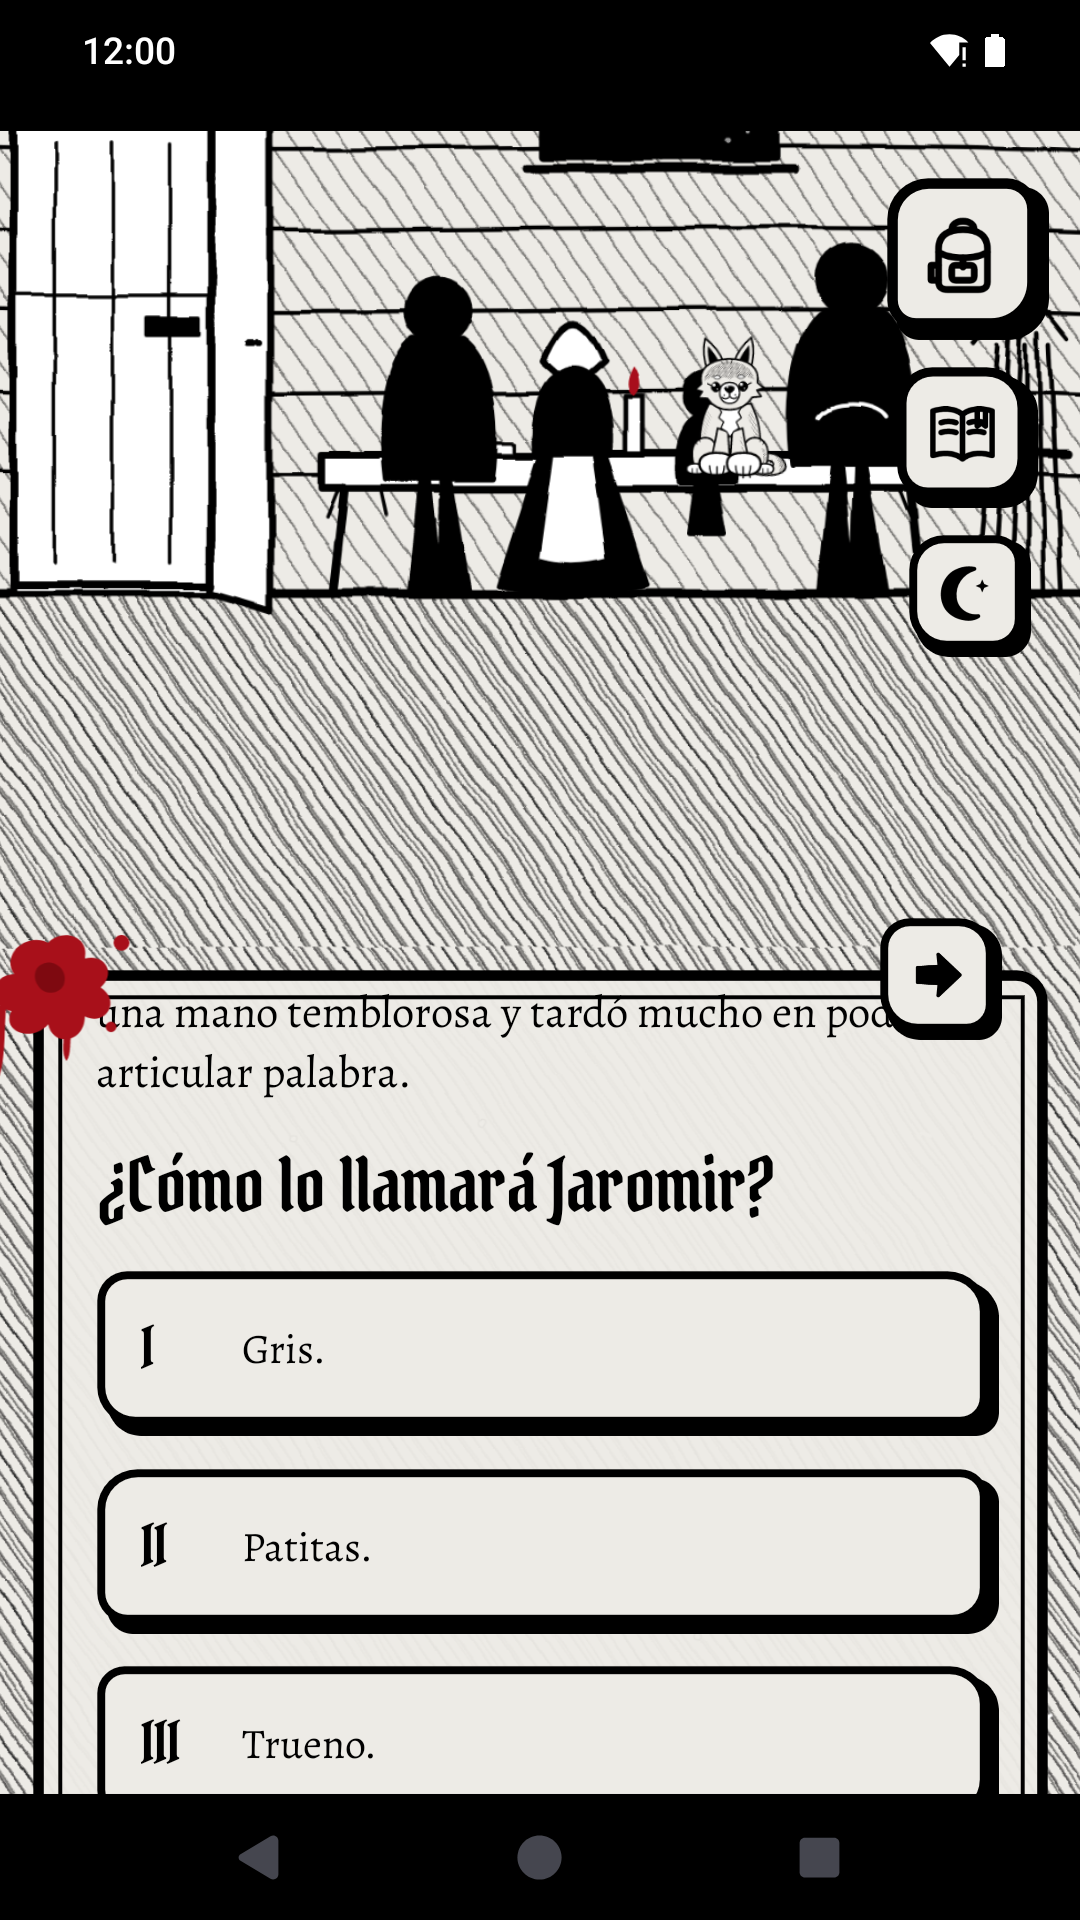 12:00
una mano temblorosa y tardó mucho en pod
articular palabra.
¿Cómo lo llamará Jaromir?
I Gris.
II Patitas.
III Trueno.